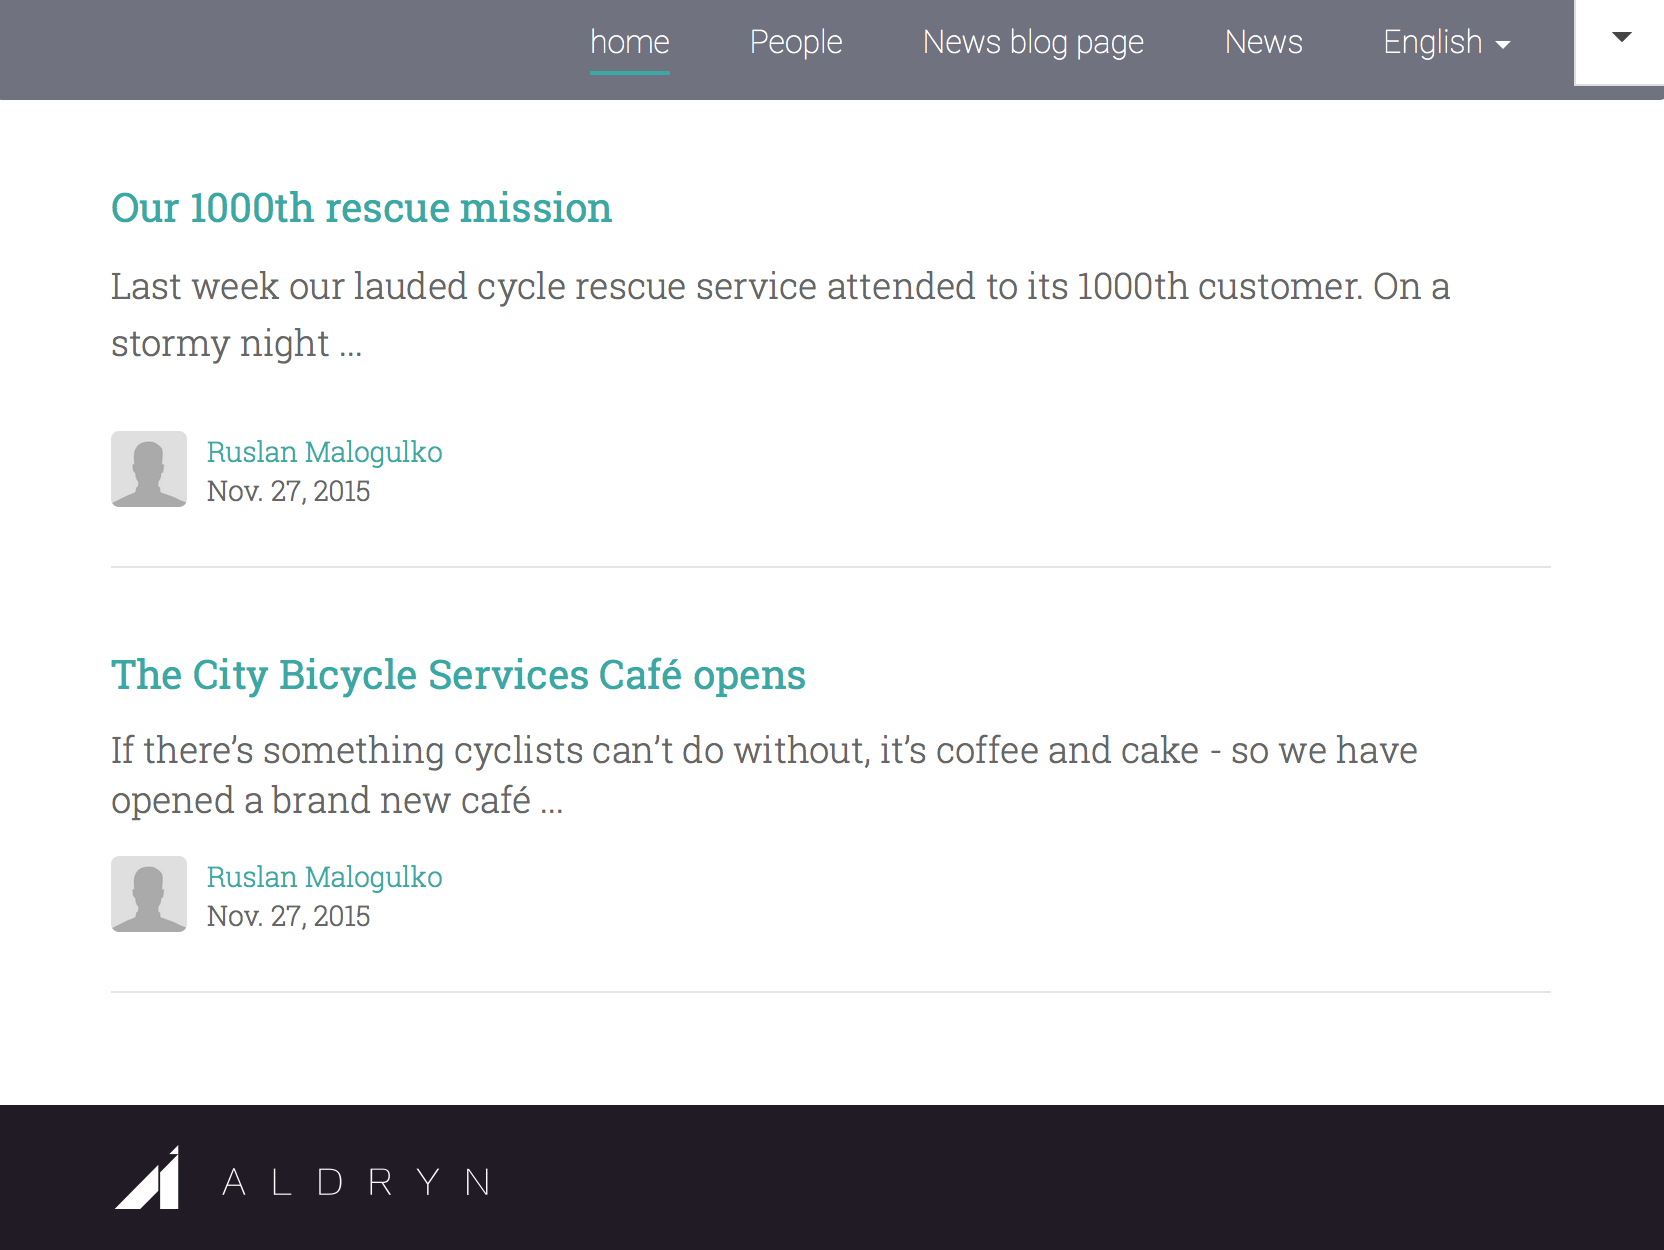 home People News blog page News English
Our 1000th rescue mission
Last week our lauded cycle rescue service attended to its 1000th customer. On a
stormy night ...
Ruslan Malogulko
Nov. 27, 2015
The City Bicycle Services Café opens
If there’s something cyclists can’t do without, it’s coffee and cake - so we have
opened a brand new café ...
Ruslan Malogulko
Nov. 27, 2015
ALDRYN